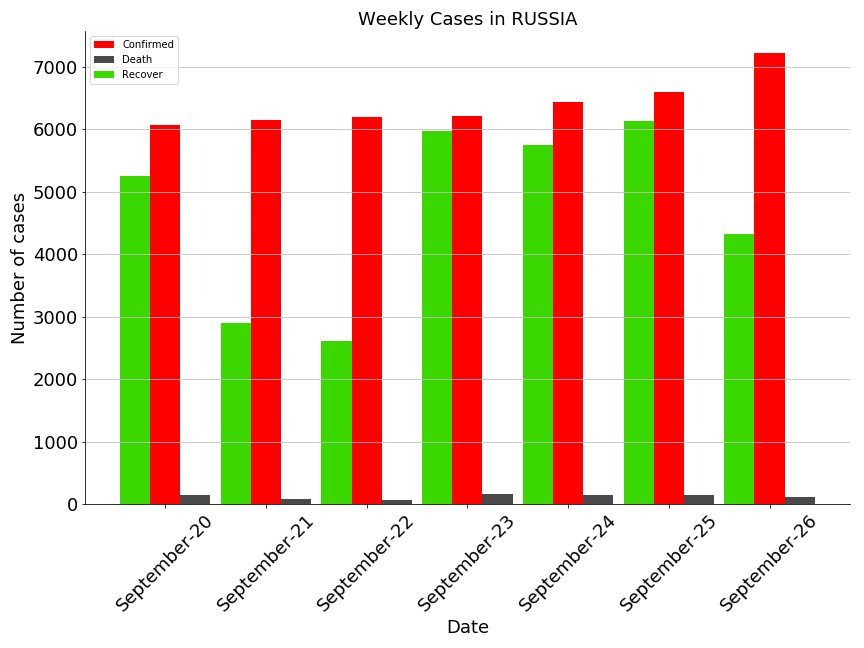 Weekly Cases in RUSSIA
Confirmed
Death
Recover
Number of cases
7000
6000
5000
4000
3000
2000
1000
0
September-20
September-21
September-22
September-23
September-24
September-25
September-26
Date